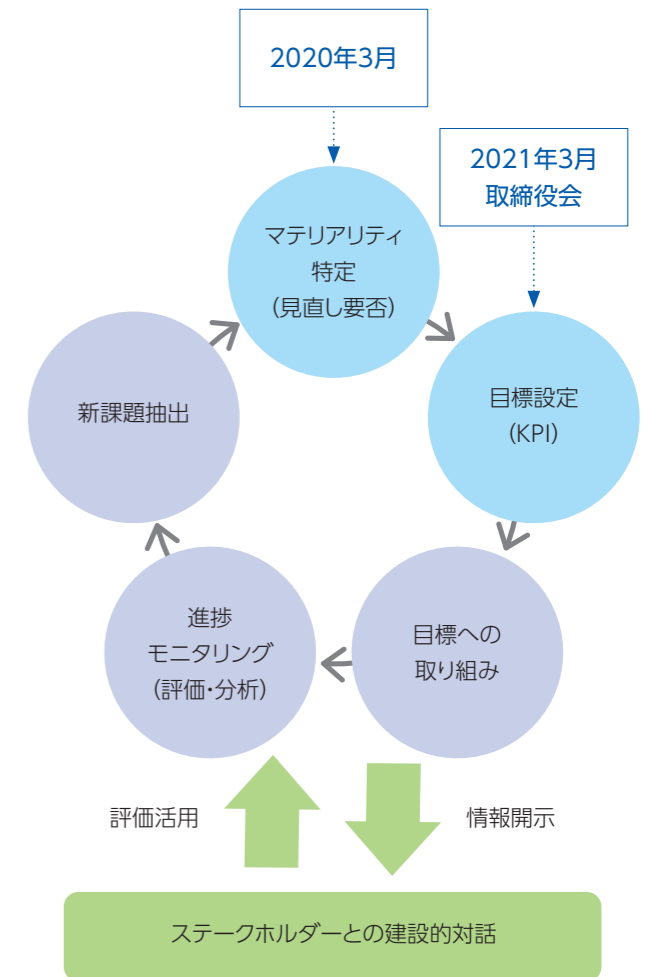 2020年3月
2021年3月
取締役会
マテリアリティ
特定
(見直し要否)
目標設定
(KPI)
新課題抽出
進捗
モニタリング
(評価・分析)
目標への
取り組み
評価活用
情報開示
ステークホルダーとの建設的対話